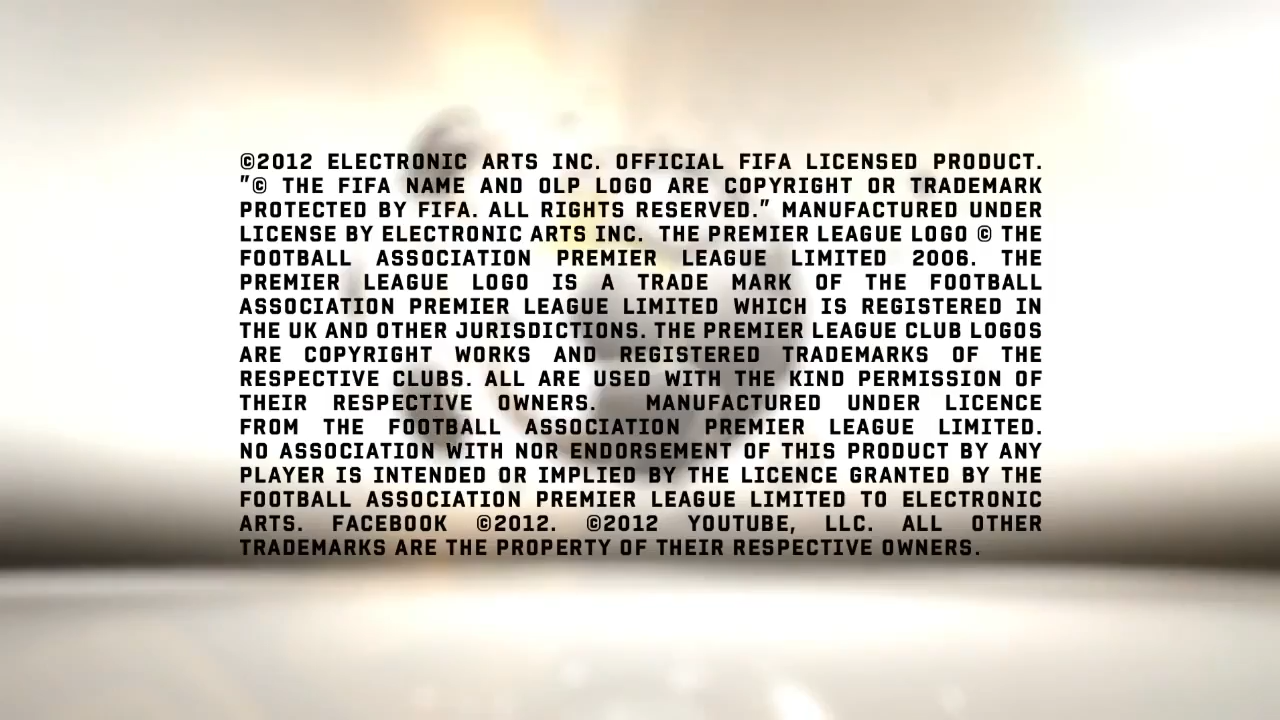 ©2012 ELECTRONIC ARTS INC. OFFICIAL FIFA LICENSED PRODUCT.
"© THE FIFA NAME AND OLP LOGO ARE COPYRIGHT OR TRADEMARK
PROTECTED BY FIFA. ALL RIGHTS RESERVED." MANUFACTURED UNDER
LICENSE BY ELECTRONIC ARTS INC. THE PREMIER LEAGUE LOGO © THE
FOOTBALL ASSOCIATION PREMIER LEAGUE LIMITED 2006. THE
PREMIER LEAGUE LOGO IS A TRADE MARK OF THE FOOTBALL
ASSOCIATION PREMIER LEAGUE LIMITED WHICH IS REGISTERED IN
THE UK AND OTHER JURISDICTIONS. THE PREMIER LEAGUE CLUB LOGOS
ARE COPYRIGHT WORKS AND REGISTERED TRADEMARKS OF THE
RESPECTIVE CLUBS. ALL ARE USED WITH THE KIND PERMISSION OF
THEIR RESPECTIVE OWNERS. MANUFACTURED UNDER LICENCE
FROM THE FOOTBALL ASSOCIATION PREMIER LEAGUE LIMITED.
NO ASSOCIATION WITH NOR ENDORSEMENT OF THIS PRODUCT BY ANY
PLAYER IS INTENDED OR IMPLIED BY THE LICENCE GRANTED BY THE
FOOTBALL ASSOCIATION PREMIER LEAGUE LIMITED TO ELECTRONIC
ARTS. FACEBOOK ©2012. ©2012 YOUTUBE, LLC. ALL OTHER
TRADEMARKS ARE THE PROPERTY OF THEIR RESPECTIVE OWNERS.